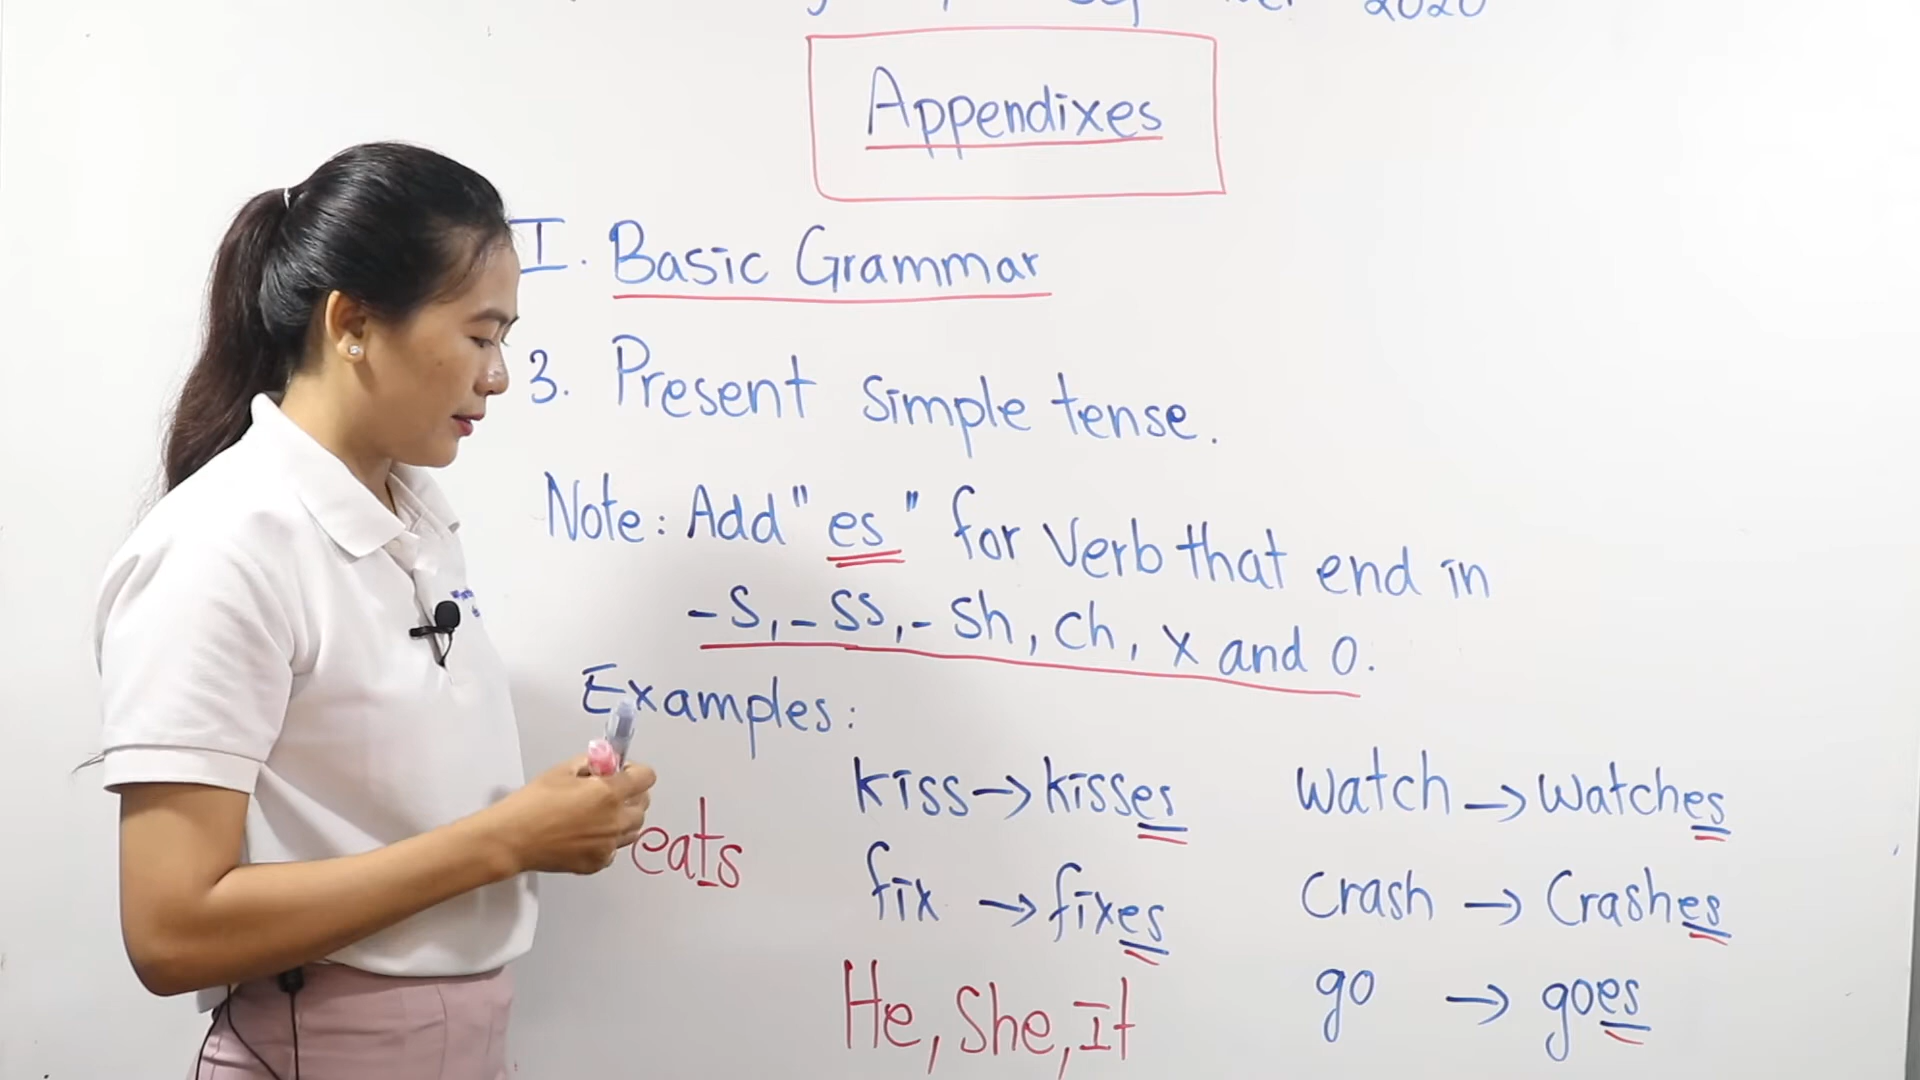 2020
Appendixes
I. Basic Grammar
3. Present simple tense.
Note: Add "es" for Verb that end in
-s, -ss, -sh, ch, x and o.
Examples:
kiss → kisses
watch → watches
eats
fix → fixes
Crash → Crashes
He, She, It
go → goes